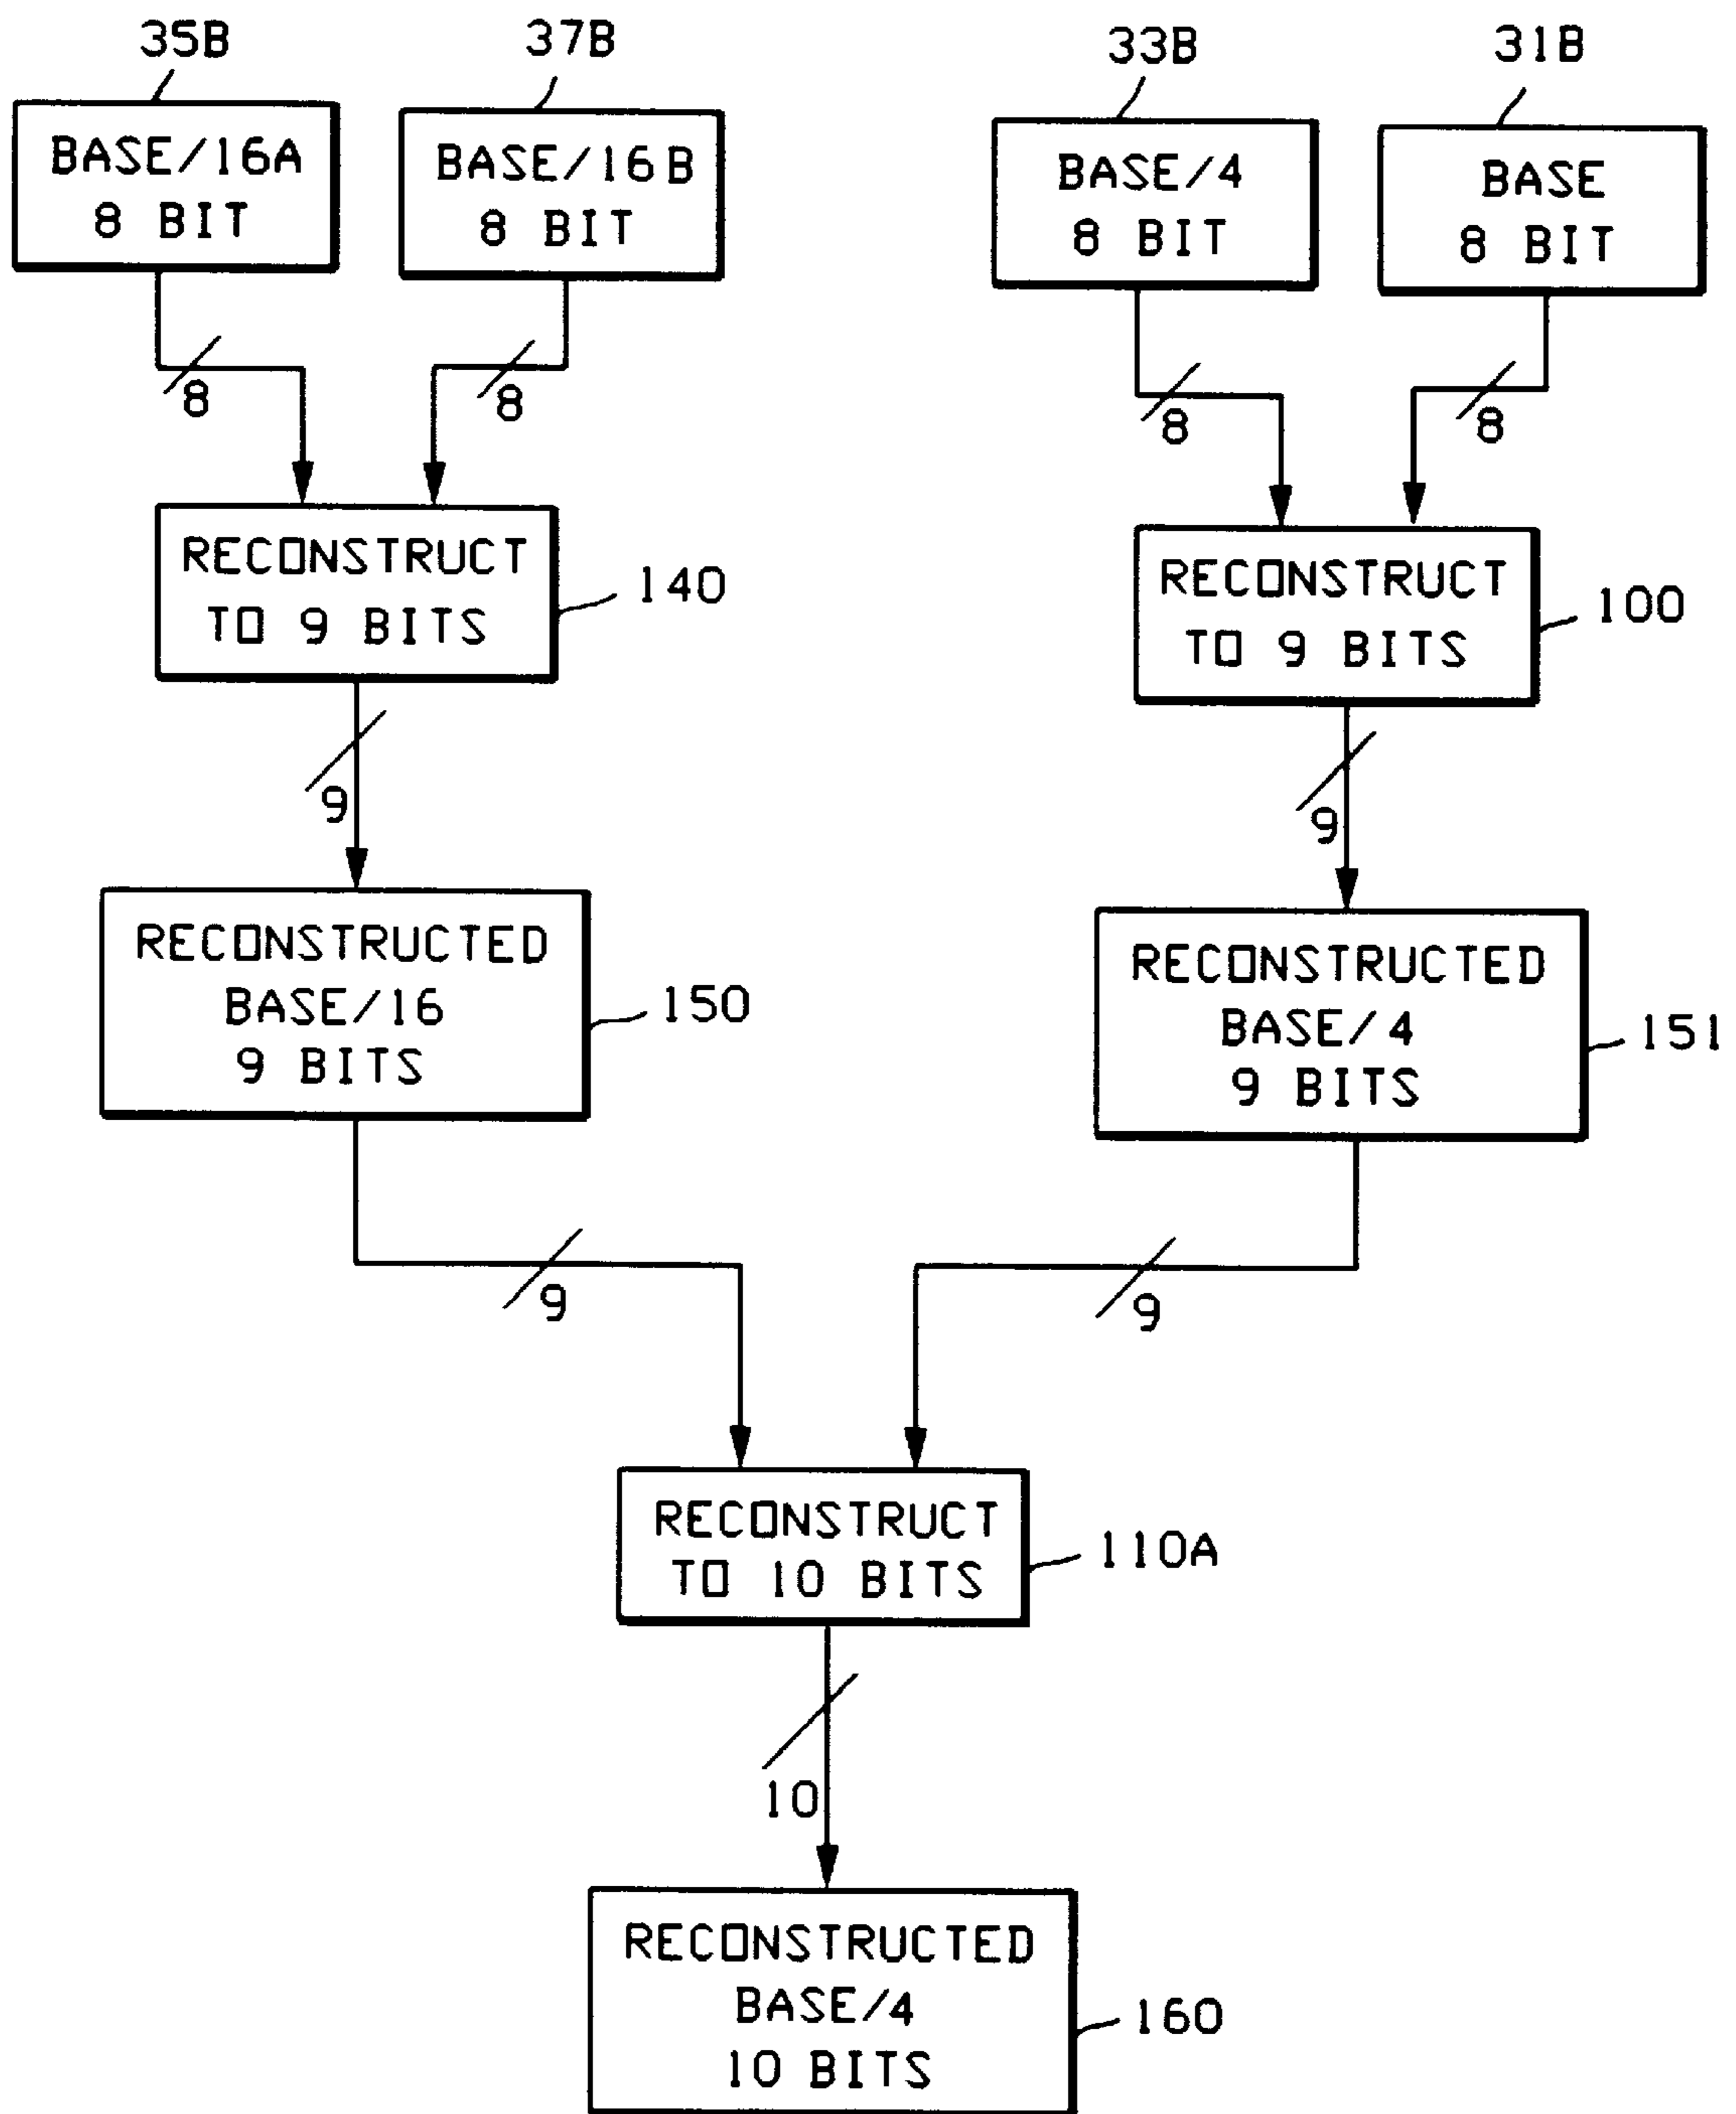 35B
37B
33B
31B
BASE/16A
8 BIT
BASE/16B
8 BIT
BASE/4
8 BIT
BASE
8 BIT
8
8
8
8
RECONSTRUCT
TO 9 BITS
140
RECONSTRUCT
TO 9 BITS
100
9
9
RECONSTRUCTED
BASE/16
9 BITS
150
RECONSTRUCTED
BASE/4
9 BITS
151
9
9
RECONSTRUCT
TO 10 BITS
110A
10
RECONSTRUCTED
BASE/4
10 BITS
160